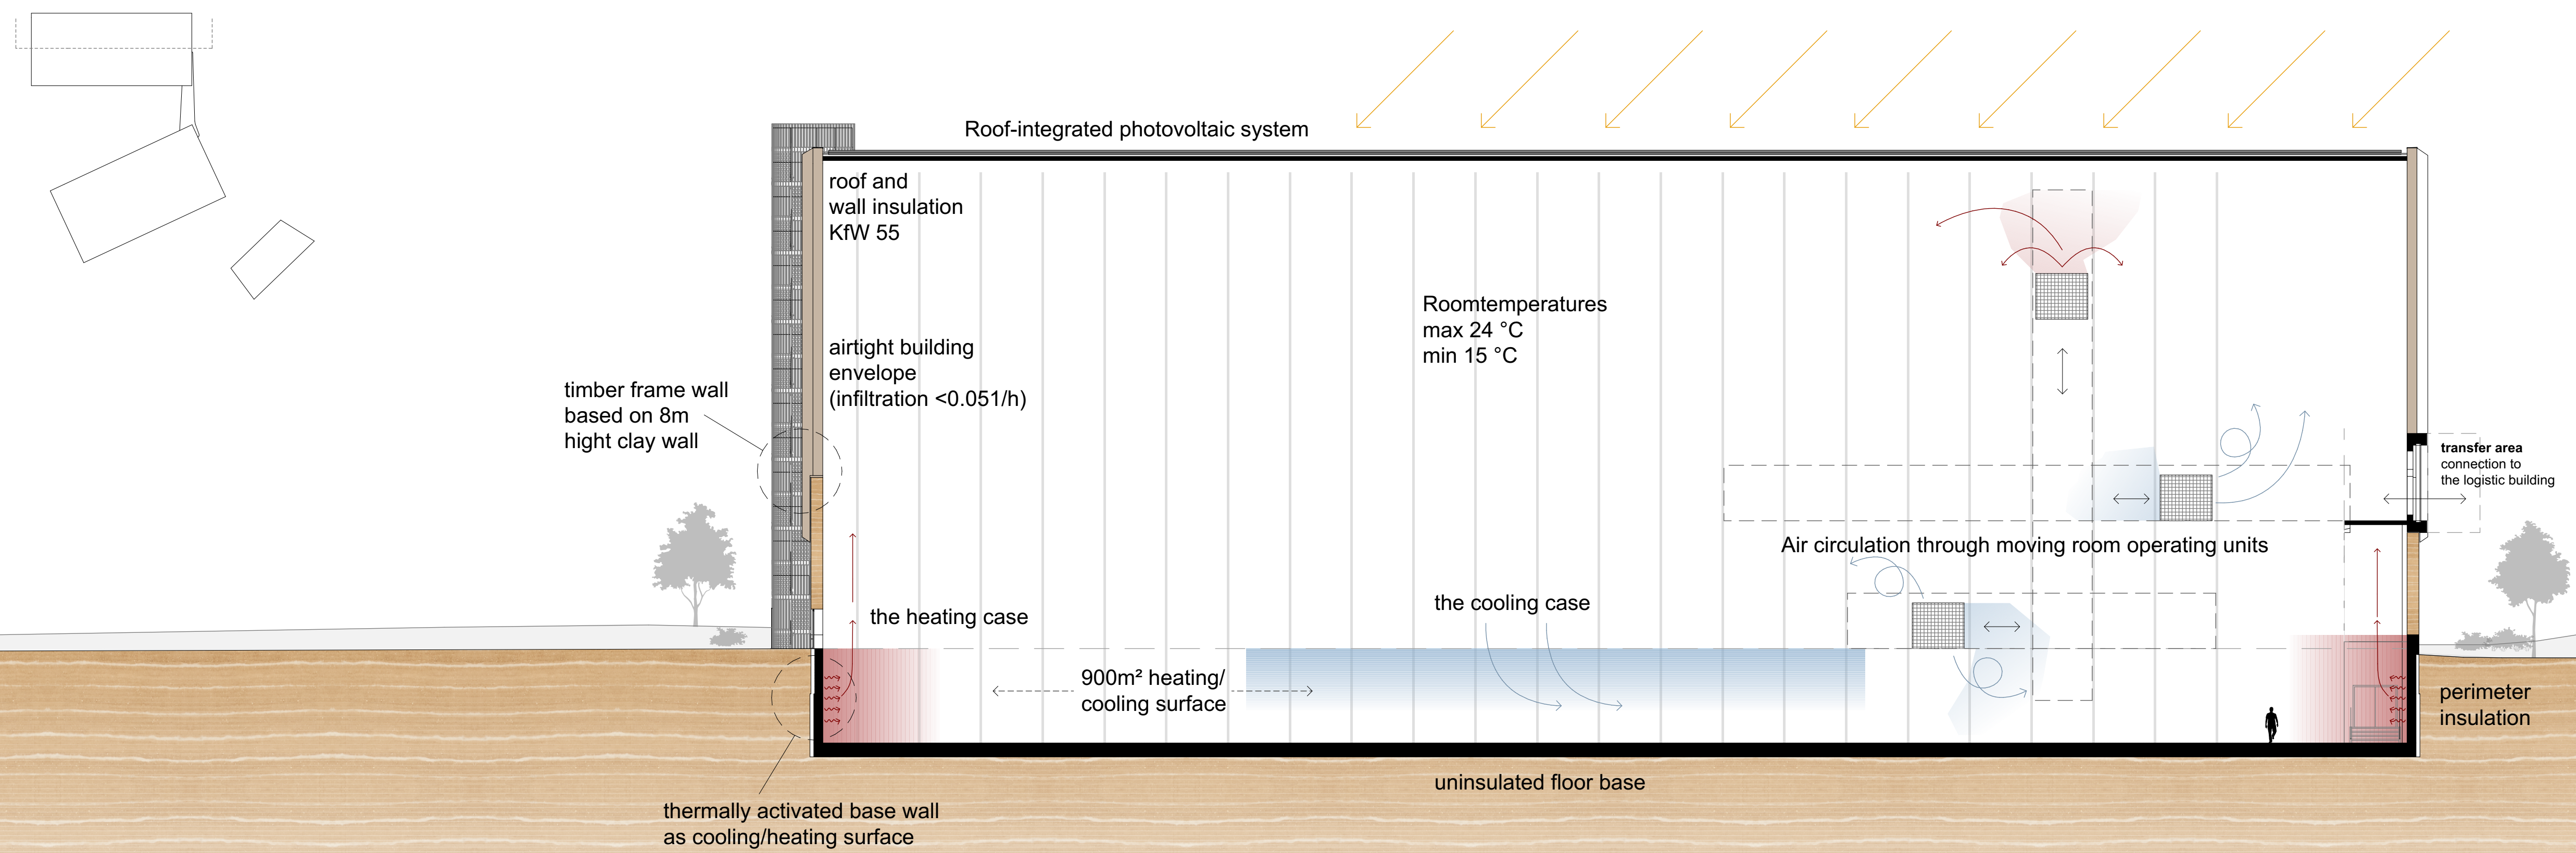 Roof-integrated photovoltaic system
roof and
wall insulation
KfW 55
Roomtemperatures
max 24 °C
min 15 °C
airtight building
envelope
(infiltration <0.051/h)
timber frame wall
based on 8m
hight clay wall
transfer area
connection to
the logistic building
Air circulation through moving room operating units
the heating case
the cooling case
900m² heating/
cooling surface
perimeter
insulation
uninsulated floor base
thermally activated base wall
as cooling/heating surface